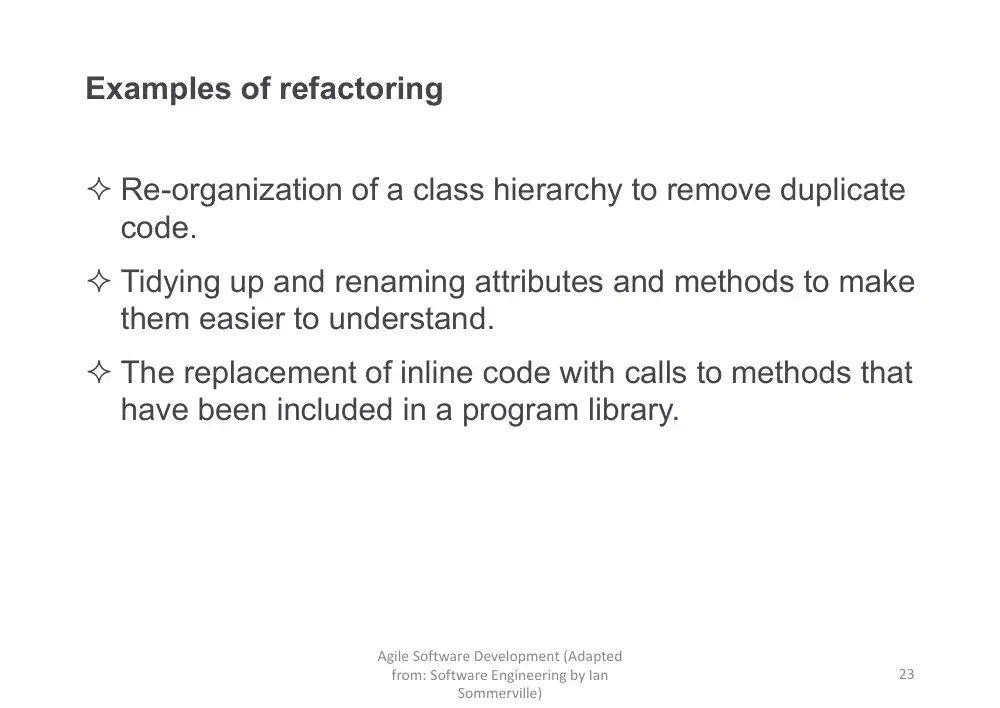 Examples of refactoring
✧ Re-organization of a class hierarchy to remove duplicate
code.
✧ Tidying up and renaming attributes and methods to make
them easier to understand.
✧ The replacement of inline code with calls to methods that
have been included in a program library.
Agile Software Development (Adapted
from: Software Engineering by Ian
Sommerville)
23